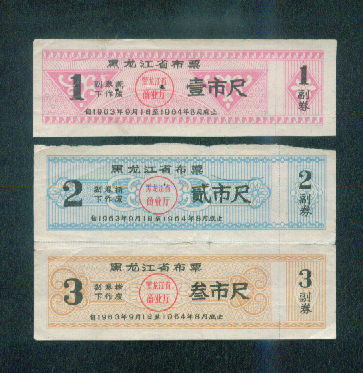 黑龙江省布票
1
副券撕
下作废
黑龙江省
商业厅
壹市尺
1
副券
自1963年9月1日至1964年8月底止
黑龙江省布票
2
副券撕
下作废
黑龙江省
商业厅
贰市尺
2
副券
自1963年9月1日至1964年8月底止
黑龙江省布票
3
副券撕
下作废
黑龙江省
商业厅
叁市尺
3
副券
自1963年9月1日至1964年8月底止